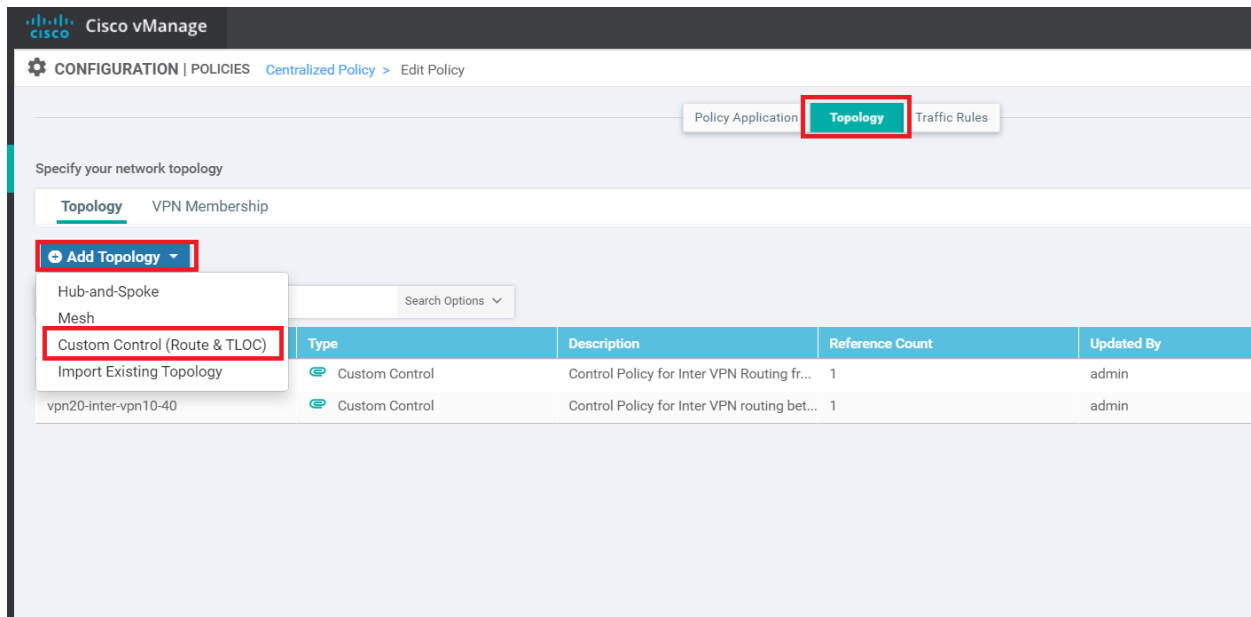 cisco Cisco vManage
CONFIGURATION | POLICIES Centralized Policy > Edit Policy
Policy Application Topology Traffic Rules
Specify your network topology
Topology VPN Membership
Add Topology
Hub-and-Spoke
Search Options
Mesh
Custom Control (Route & TLOC) Type Description Reference Count Updated By
Import Existing Topology Custom Control Control Policy for Inter VPN Routing fr... 1 admin
vpn20-inter-vpn10-40 Custom Control Control Policy for Inter VPN routing bet... 1 admin